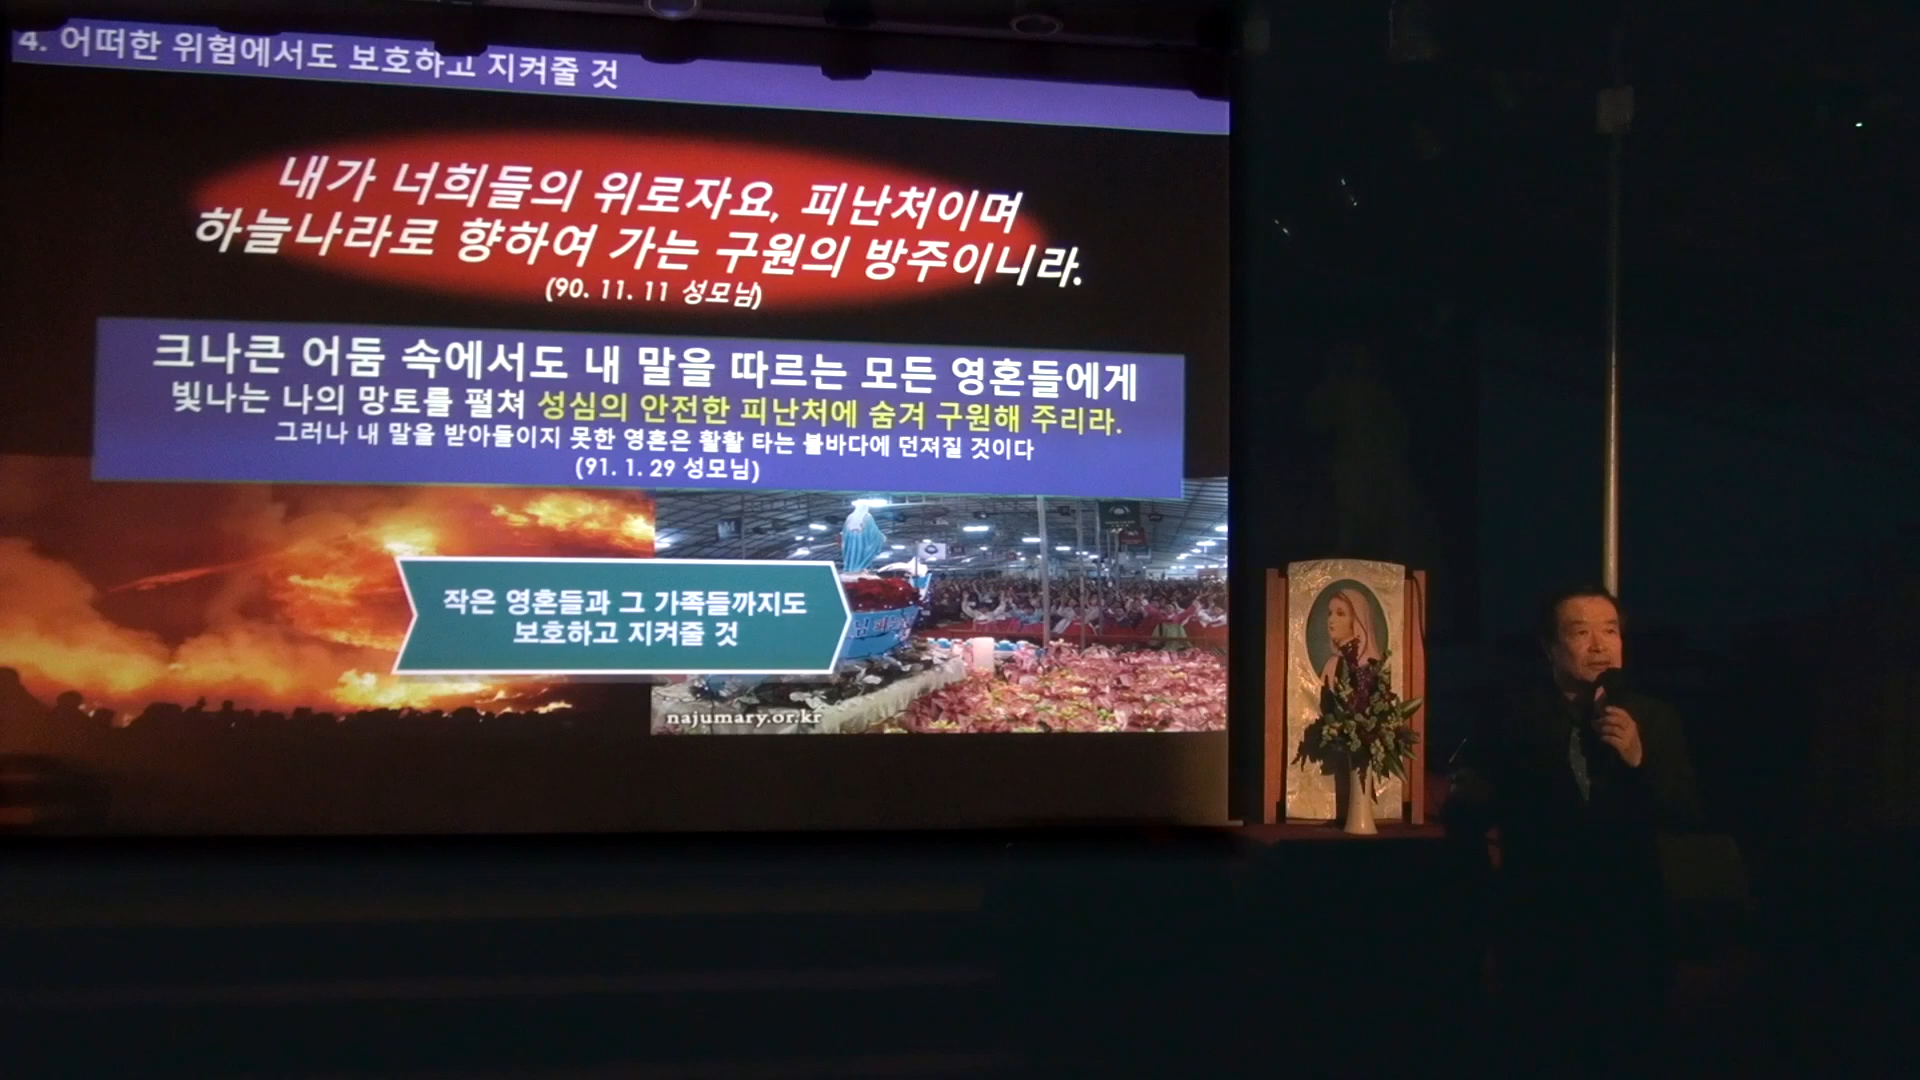 4. 어떠한 위험에서도 보호하고 지켜줄 것
내가 너희들의 위로자요, 피난처이며
하늘나라로 향하여 가는 구원의 방주이니라.
(90. 11. 11 성모님)
크나큰 어둠 속에서도 내 말을 따르는 모든 영혼들에게
빛나는 나의 망토를 펼쳐 성심의 안전한 피난처에 숨겨 구원해 주리라.
그러나 내 말을 받아들이지 못한 영혼은 활활 타는 불바다에 던져질 것이다
(91. 1. 29 성모님)
작은 영혼들과 그 가족들까지도
보호하고 지켜줄 것
najumary.or.kr